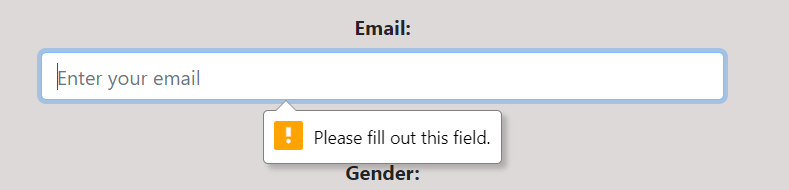 Email:
Enter your email
Please fill out this field.
Gender: